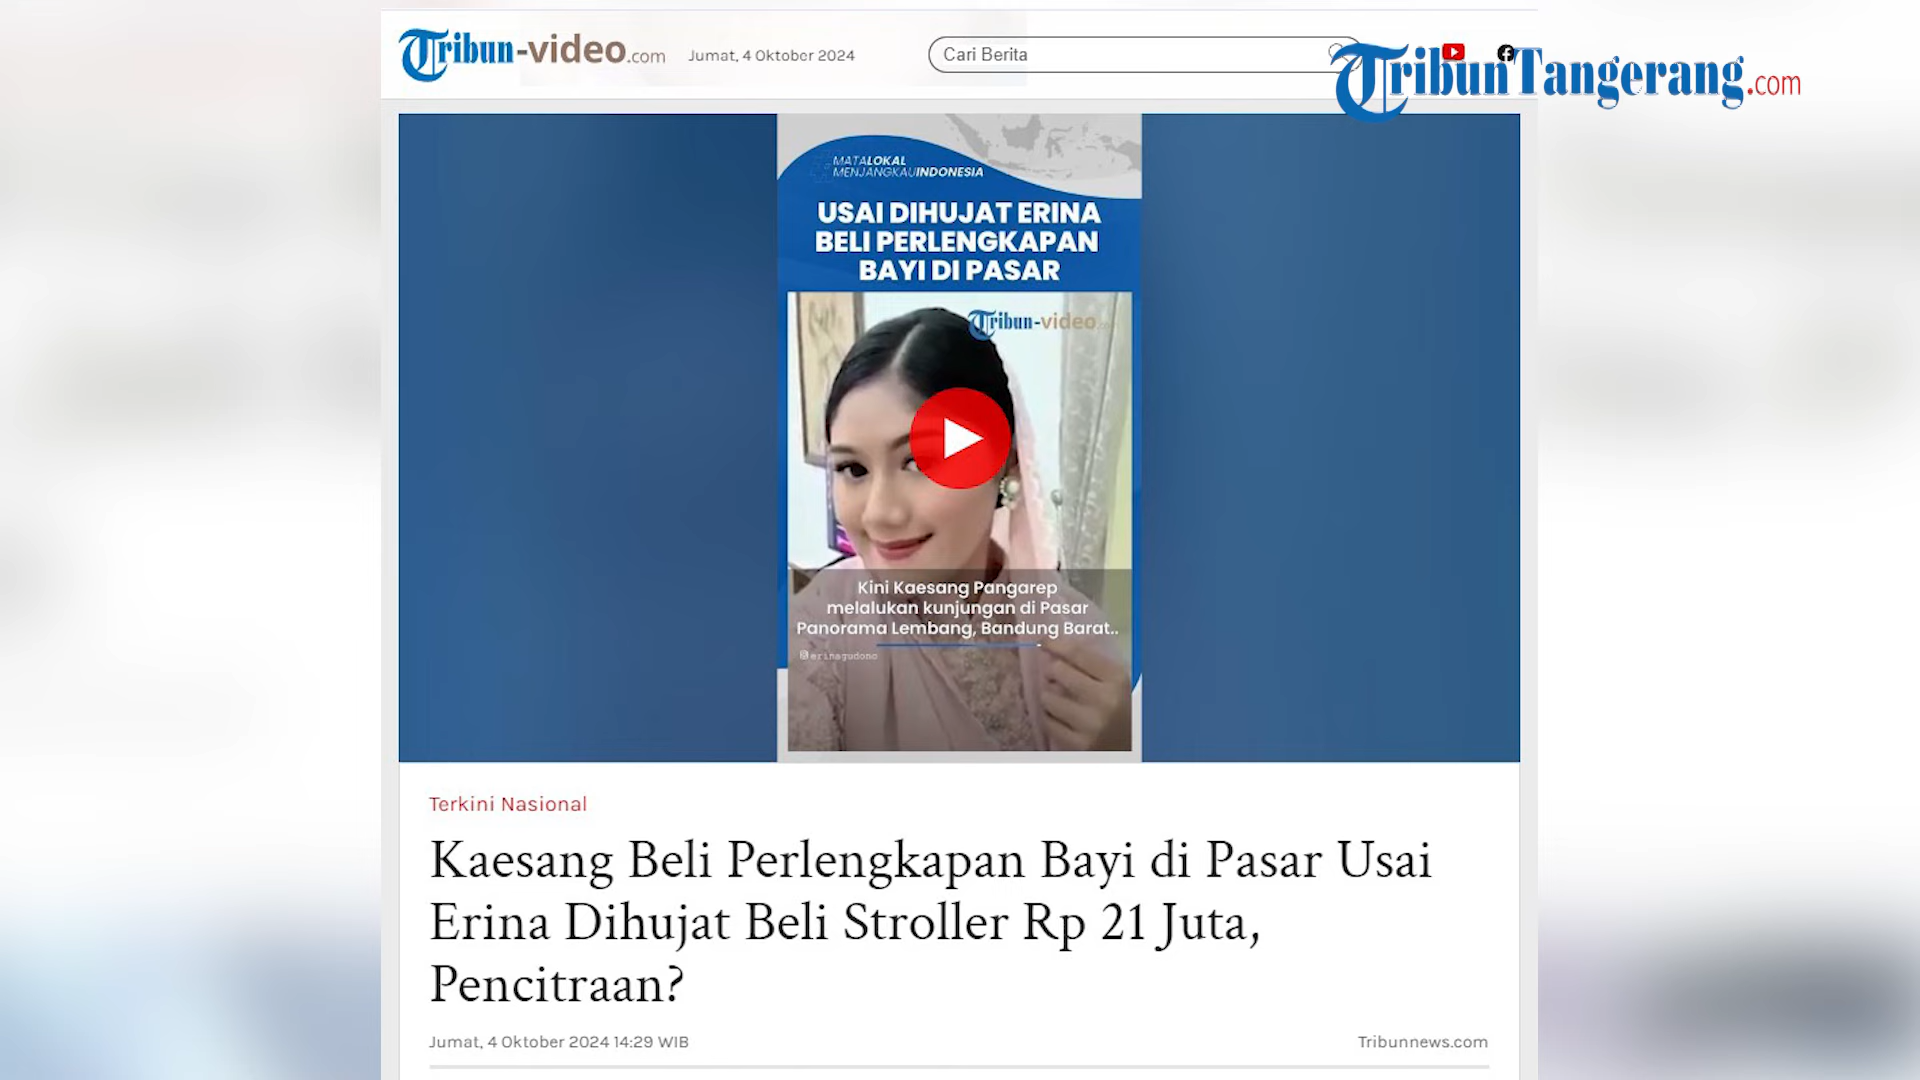 Tribun-video.com
Jumat, 4 Oktober 2024
Cari Berita
TribunTangerang.com
MATALOKAL
MENJANGKAUINDONESIA
USAI DIHUJAT ERINA
BELI PERLENGKAPAN
BAYI DI PASAR
Tribun-video
Kini Kaesang Pangarep
melalukan kunjungan di Pasar
Panorama Lembang, Bandung Barat..
erinagudono
Terkini Nasional
Kaesang Beli Perlengkapan Bayi di Pasar Usai
Erina Dihujat Beli Stroller Rp 21 Juta,
Pencitraan?
Jumat, 4 Oktober 2024 14:29 WIB
Tribunnews.com